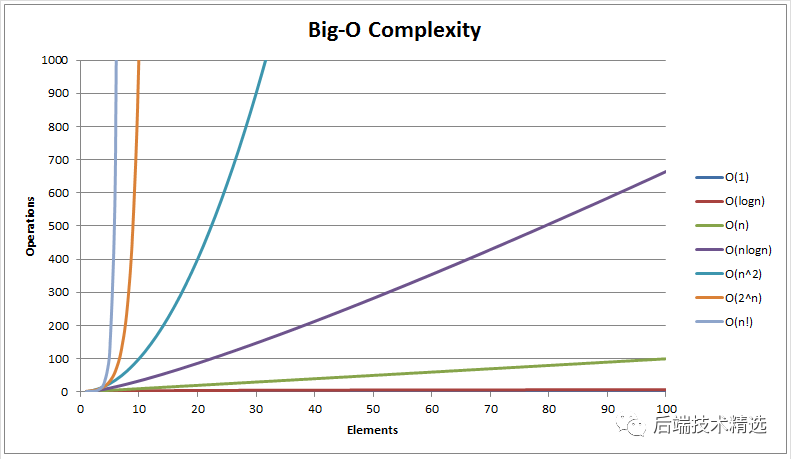 Big-O Complexity
Operations
1000
900
800
700
600
500
400
300
200
100
0
0 10 20 30 40 50 60 70 80 90 100
Elements
O(1)
O(logn)
O(n)
O(nlogn)
O(n^2)
O(2^n)
O(n!)
后端技术精选